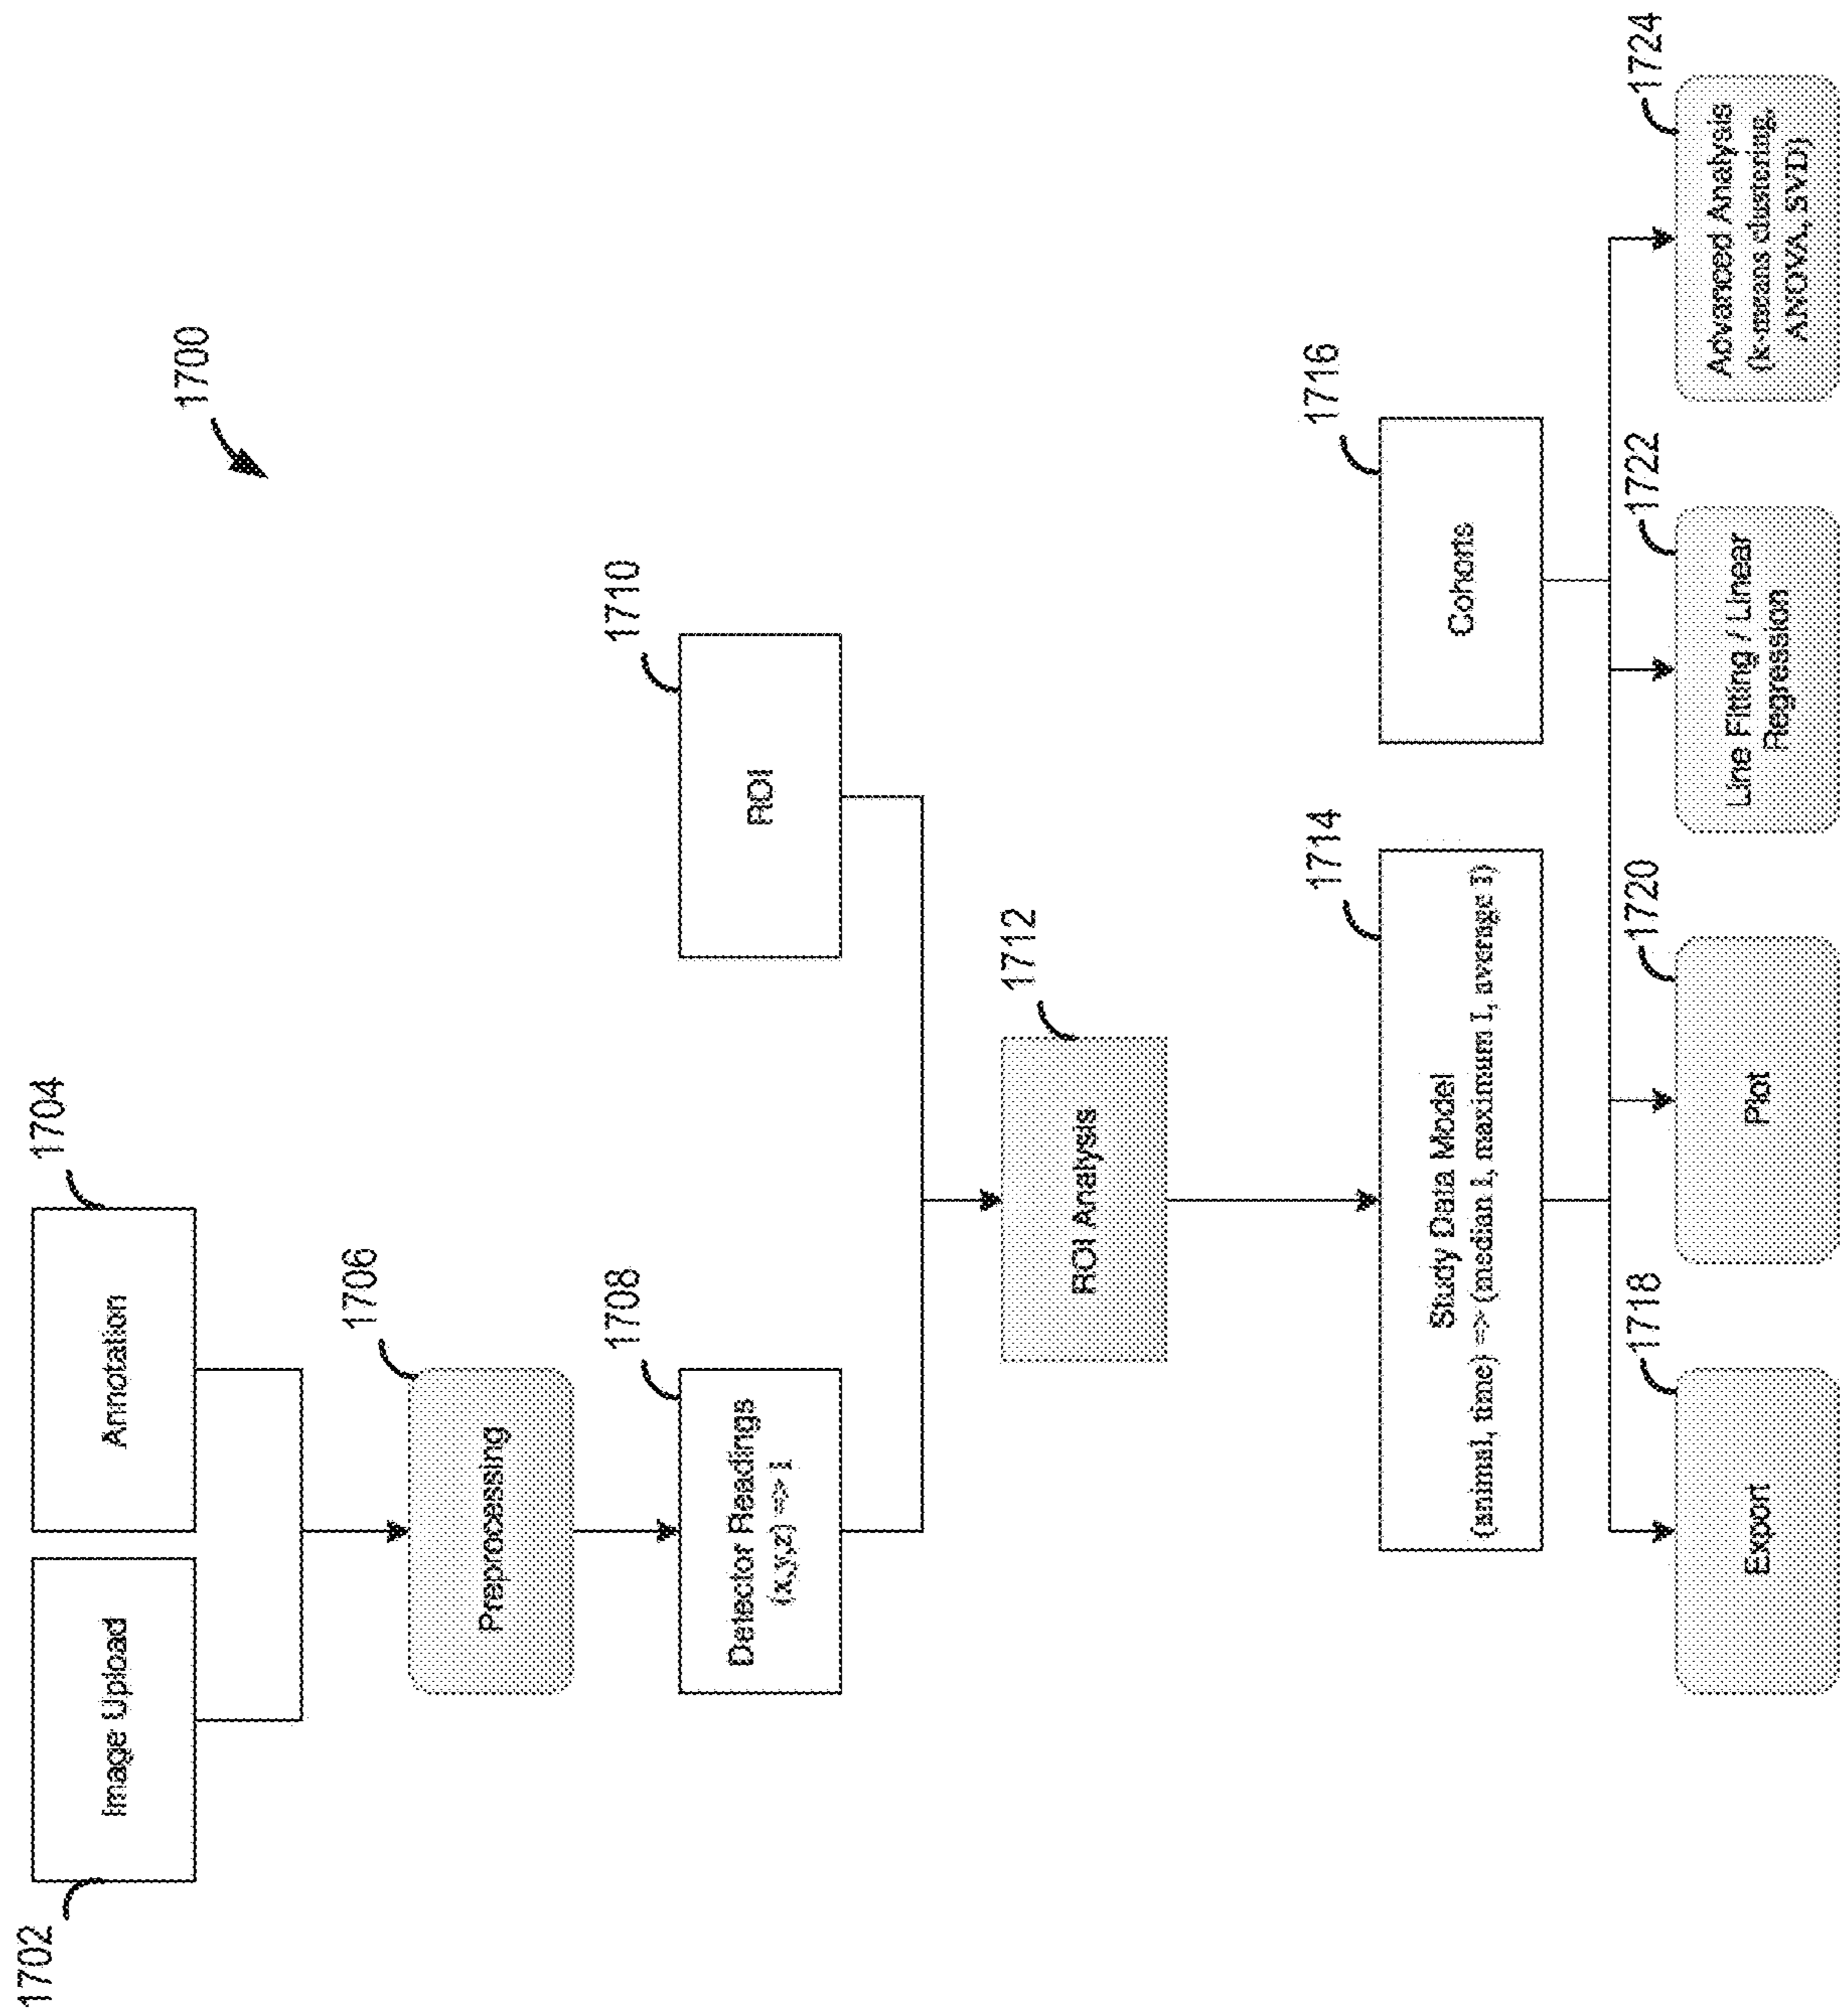 1700
1702
Image Upload
1704
Annotation
1706
Preprocessing
1708
Detector Readings
(x,y,z) => I
1710
ROI
1712
ROI Analysis
1714
Study Data Model
(animal, time) => (median I, maximum I, average I)
1716
Cohorts
1718
Export
1720
Plot
1722
Line Fitting / Linear
Regression
1724
Advanced Analysis
(k-means clustering,
ANOVA, SVD)